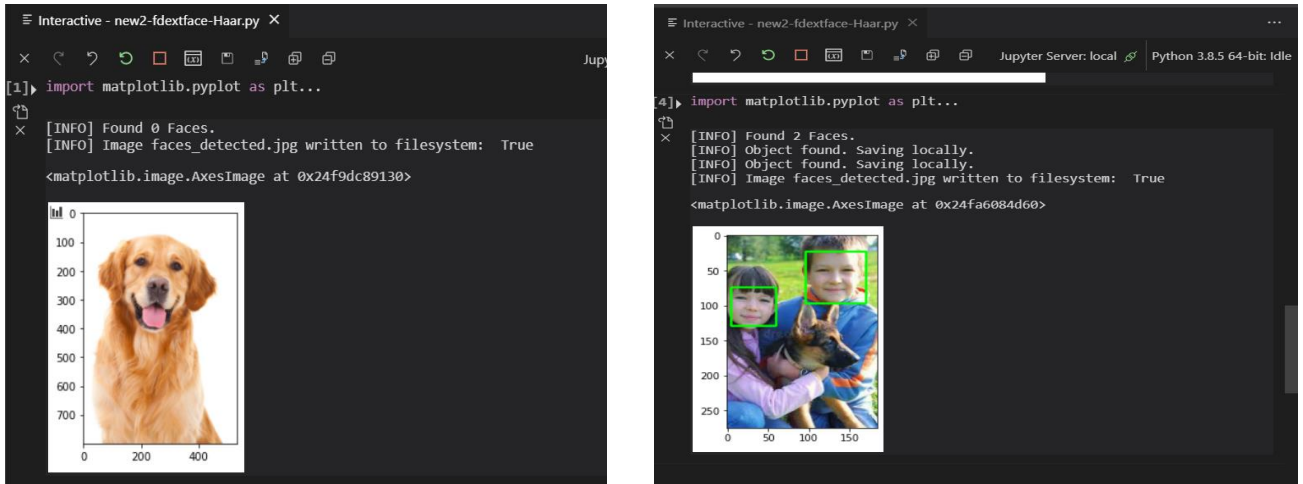 Interactive - new2-fdextface-Haar.py
Jupy
[1] import matplotlib.pyplot as plt...
[INFO] Found 0 Faces.
[INFO] Image faces_detected.jpg written to filesystem:  True
<matplotlib.image.AxesImage at 0x24f9dc89130>
0
100
200
300
400
500
600
700
0 200 400
Interactive - new2-fdextface-Haar.py
Jupyter Server: local Python 3.8.5 64-bit: Idle
[4] import matplotlib.pyplot as plt...
[INFO] Found 2 Faces.
[INFO] Object found. Saving locally.
[INFO] Object found. Saving locally.
[INFO] Image faces_detected.jpg written to filesystem:  True
<matplotlib.image.AxesImage at 0x24fa6084d60>
0
50
100
150
200
250
0 50 100 150